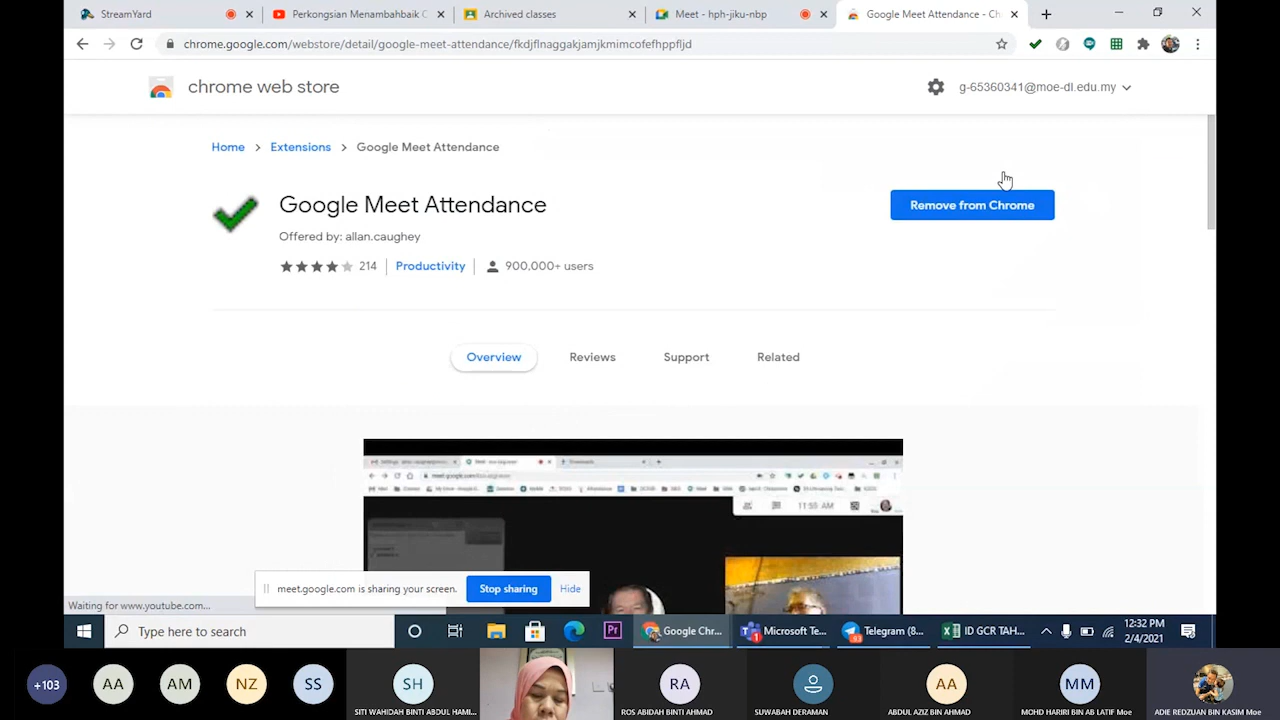 StreamYard
Perkongsian Menambahbaik C
Archived classes
Meet - hph-jiku-nbp
Google Meet Attendance - Ch
chrome.google.com/webstore/detail/google-meet-attendance/fkdjflnaggakjamjkmimcofefhppfljd
chrome web store
g-65360341@moe-dl.edu.my
Home > Extensions > Google Meet Attendance
Google Meet Attendance
Remove from Chrome
Offered by: allan.caughey
214
Productivity
900,000+ users
Overview
Reviews
Support
Related
11:55 AM
meet.google.com is sharing your screen.
Stop sharing
Hide
Waiting for www.youtube.com...
Type here to search
Google Chr...
Microsoft Te...
Telegram (8...
ID GCR TAH...
12:32 PM
2/4/2021
+103
AA
AM
NZ
SS
SH
RA
AA
MM
SITI WAHIDAH BINTI ABDUL HAMI...
ROS ABIDAH BINTI AHMAD
SUWABAH DERAMAN
ABDUL AZIZ BIN AHMAD
MOHD HARIRI BIN AB LATIF Moe
ADIE REDZUAN BIN KASIM Moe